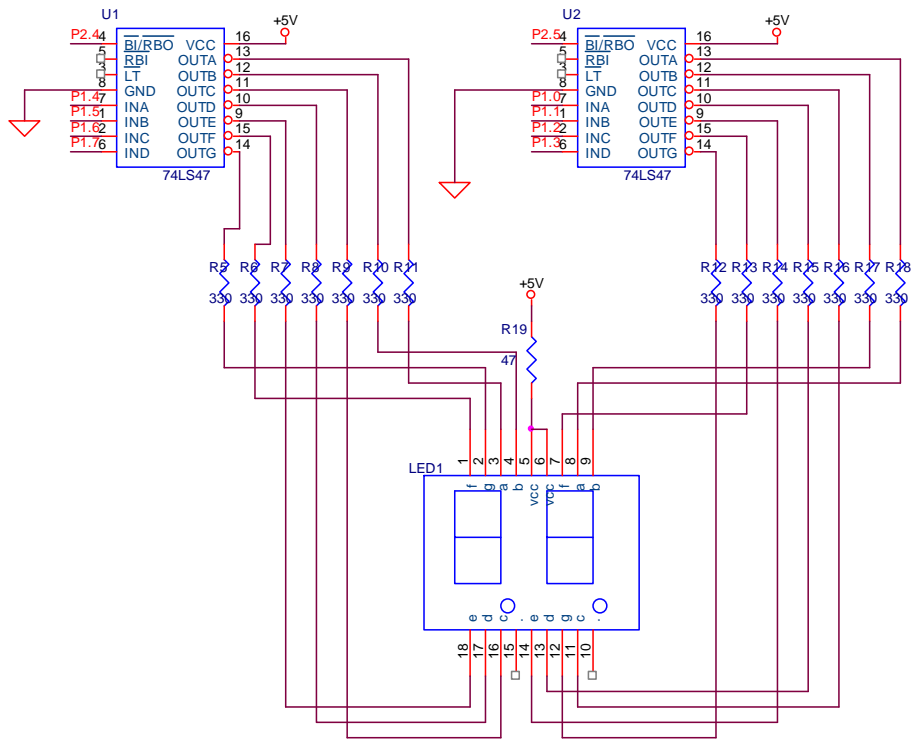 U1
+5V
P2.4 4 BI/RBO VCC 16
5 RBI OUTA 13
3 LT OUTB 12
8 GND OUTC 11
P1.4 7 INA OUTD 10
P1.5 1 INB OUTE 9
P1.6 2 INC OUTF 15
P1.7 6 IND OUTG 14
74LS47
U2
+5V
P2.5 4 BI/RBO VCC 16
5 RBI OUTA 13
3 LT OUTB 12
8 GND OUTC 11
P1.0 7 INA OUTD 10
P1.1 1 INB OUTE 9
P1.2 2 INC OUTF 15
P1.3 6 IND OUTG 14
74LS47
R5 R6 R7 R8 R9 R10 R11
330 330 330 330 330 330 330
R12 R13 R14 R15 R16 R17 R18
330 330 330 330 330 330 330
+5V
R19
47
LED1
1 2 3 4 5 6 7 8 9
f g a b vcc vcc f a b
e d c . e d g c .
18 17 16 15 14 13 12 11 10